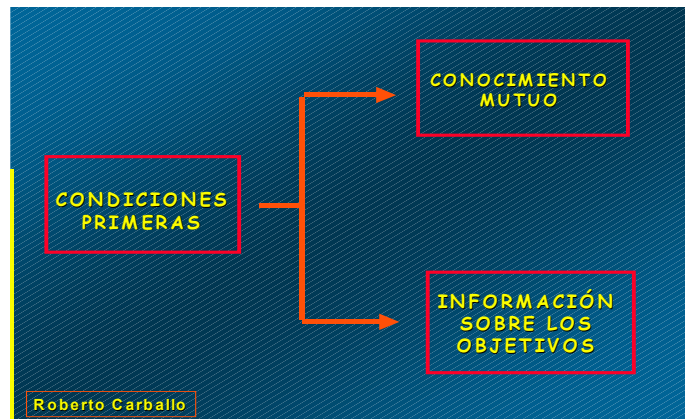 CONDICIONES
PRIMERAS
CONOCIMIENTO
MUTUO
INFORMACIÓN
SOBRE LOS
OBJETIVOS
Roberto Carballo